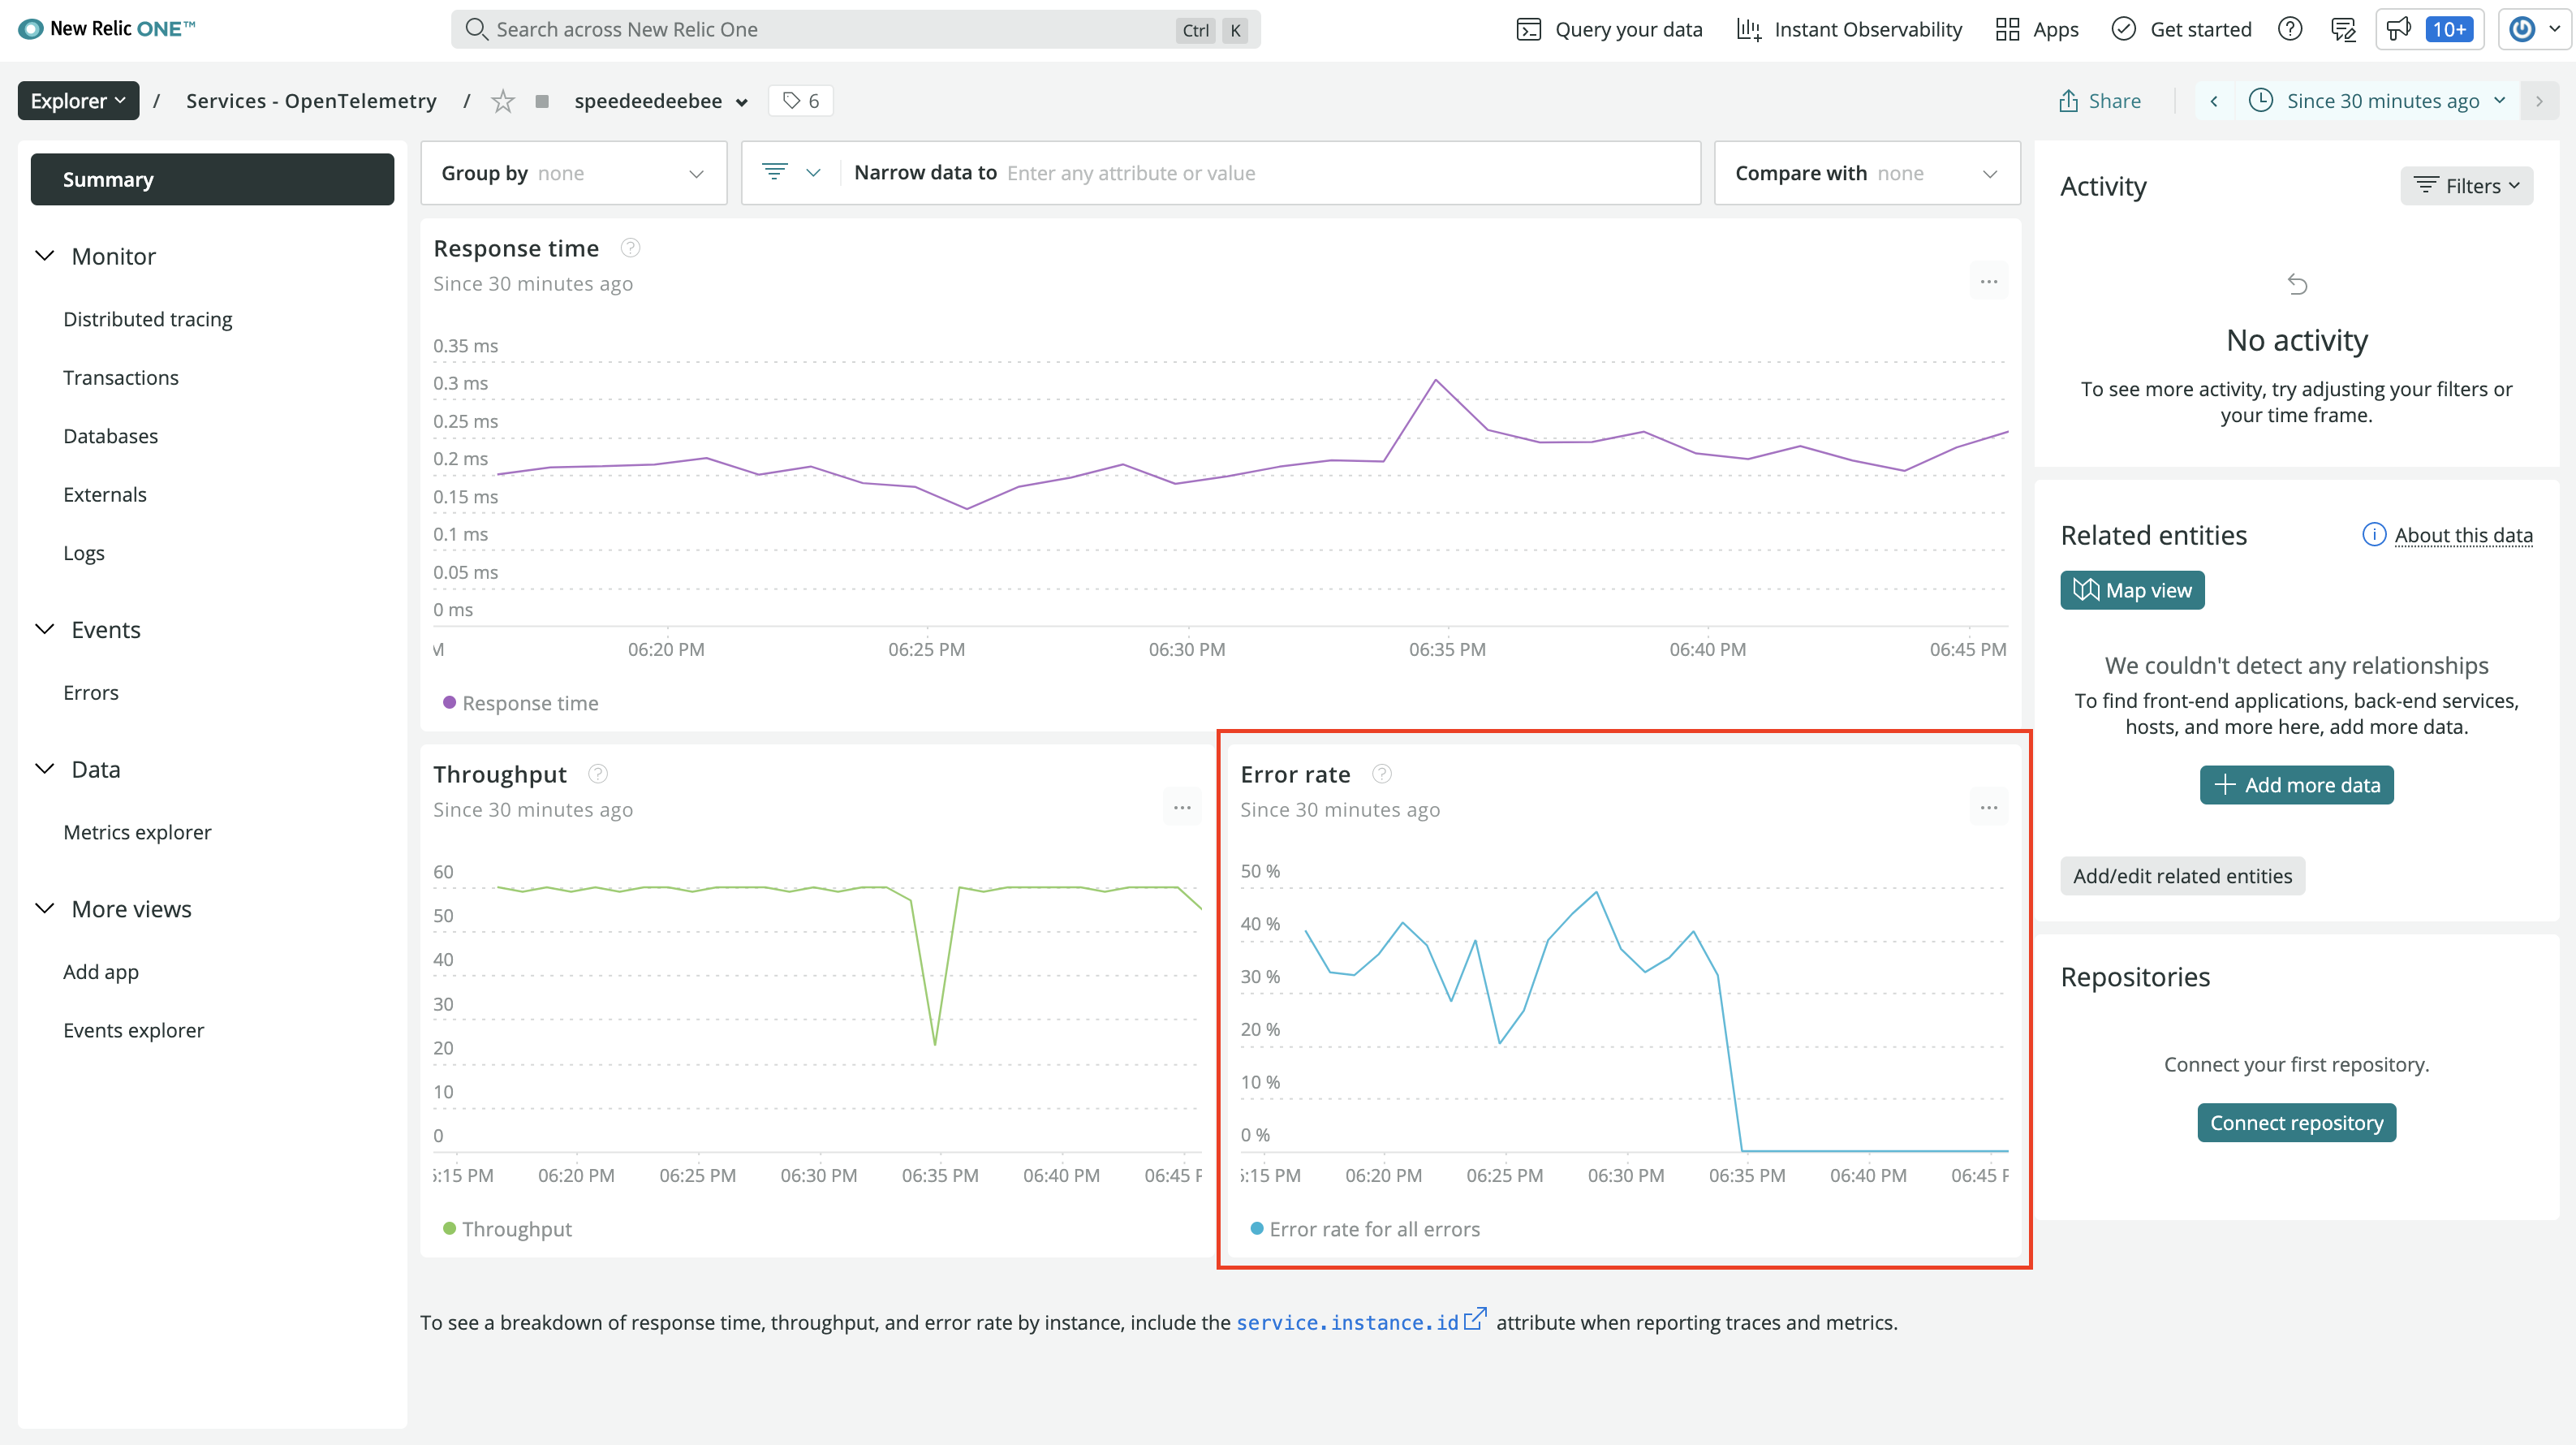 New Relic ONE™
Search across New Relic One
Ctrl K
Query your data
Instant Observability
Apps
Get started
10+
Explorer / Services - OpenTelemetry / speedeedeebee 6
Share
Since 30 minutes ago
Summary
Monitor
Distributed tracing
Transactions
Databases
Externals
Logs
Events
Errors
Data
Metrics explorer
More views
Add app
Events explorer
Group by none
Narrow data to Enter any attribute or value
Compare with none
Response time
Since 30 minutes ago
0.35 ms
0.3 ms
0.25 ms
0.2 ms
0.15 ms
0.1 ms
0.05 ms
0 ms
M 06:20 PM 06:25 PM 06:30 PM 06:35 PM 06:40 PM 06:45 PM
Response time
Throughput
Since 30 minutes ago
60
50
40
30
20
10
0
:15 PM 06:20 PM 06:25 PM 06:30 PM 06:35 PM 06:40 PM 06:45 P
Throughput
Error rate
Since 30 minutes ago
50 %
40 %
30 %
20 %
10 %
0 %
:15 PM 06:20 PM 06:25 PM 06:30 PM 06:35 PM 06:40 PM 06:45 P
Error rate for all errors
To see a breakdown of response time, throughput, and error rate by instance, include the service.instance.id attribute when reporting traces and metrics.
Activity
Filters
No activity
To see more activity, try adjusting your filters or
your time frame.
Related entities
About this data
Map view
We couldn't detect any relationships
To find front-end applications, back-end services,
hosts, and more here, add more data.
Add more data
Add/edit related entities
Repositories
Connect your first repository.
Connect repository